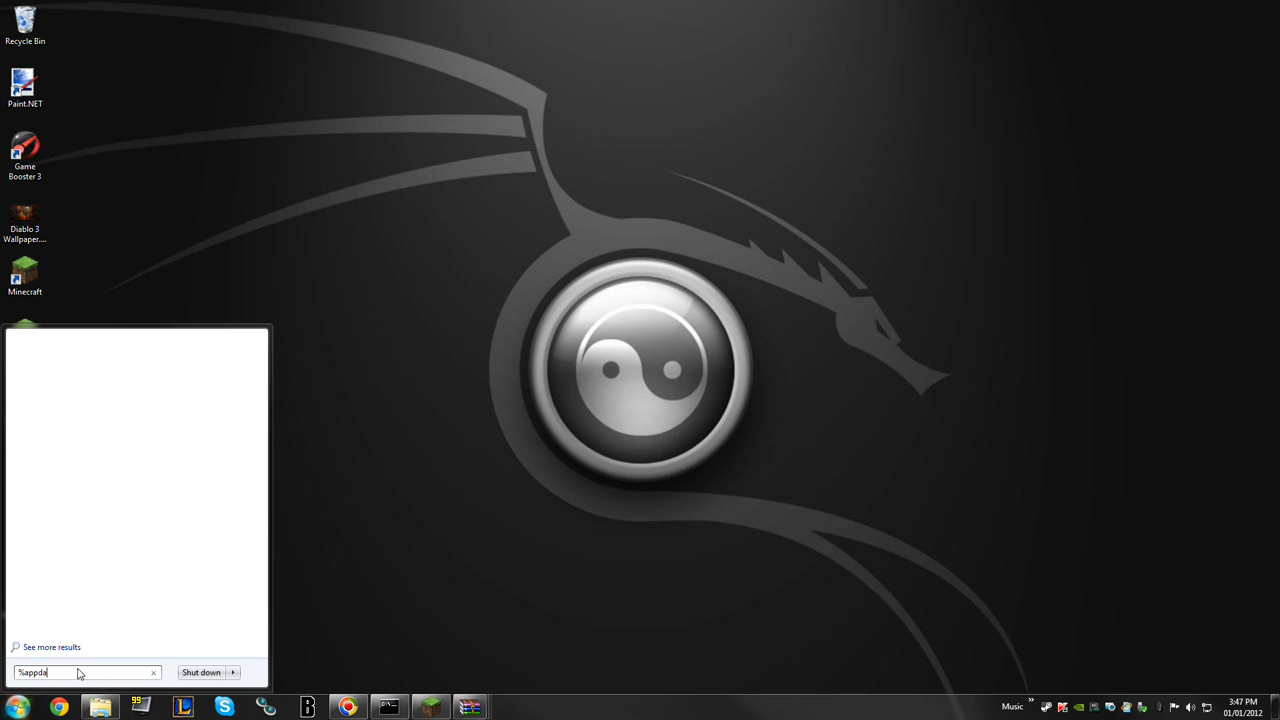 Recycle Bin
Paint.NET
Game
Booster 3
Diablo 3
Wallpaper....
Minecraft
See more results
%appda
Shut down
99
L
B
C:\.
Music
»
3:47 PM
01/01/2012